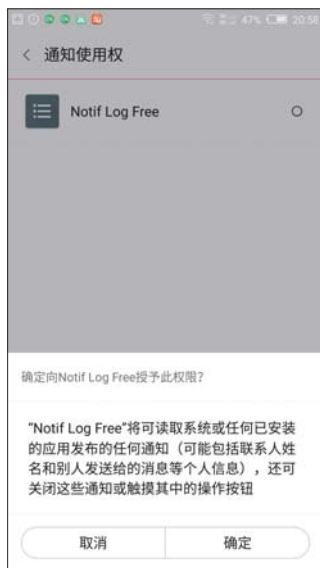 47% 20:58
< 通知使用权
Notif Log Free
确定向Notif Log Free授予此权限?
"Notif Log Free"将可读取系统或任何已安装
的应用发布的任何通知（可能包括联系人姓
名和别人发送给的消息等个人信息），还可
关闭这些通知或触摸其中的操作按钮
取消 确定